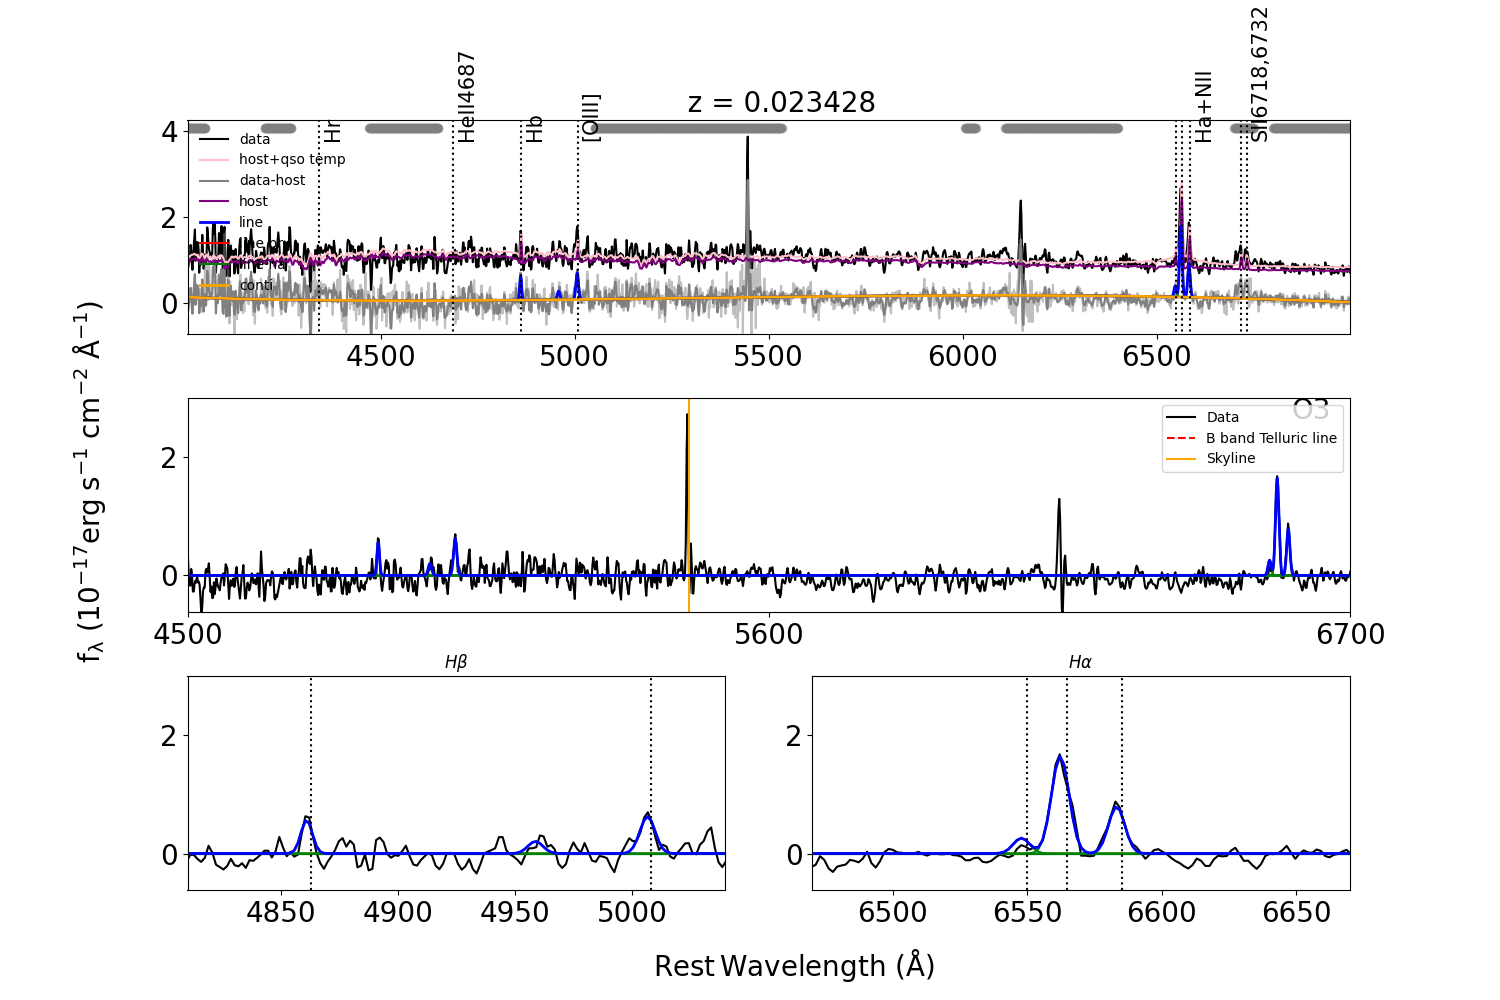 z = 0.023428
Hr
HeII4687
Hb
[OIII]
Ha+NII
SII6718,6732
data
host+qso temp
data-host
host
line
conti
4
2
0
4500
5000
5500
6000
6500
fλ (10⁻¹⁷erg s⁻¹ cm⁻² Å⁻¹)
O3
Data
B band Telluric line
Skyline
2
0
4500
5600
6700
Hβ
2
0
4850
4900
4950
5000
Hα
2
0
6500
6550
6600
6650
Rest Wavelength (Å)